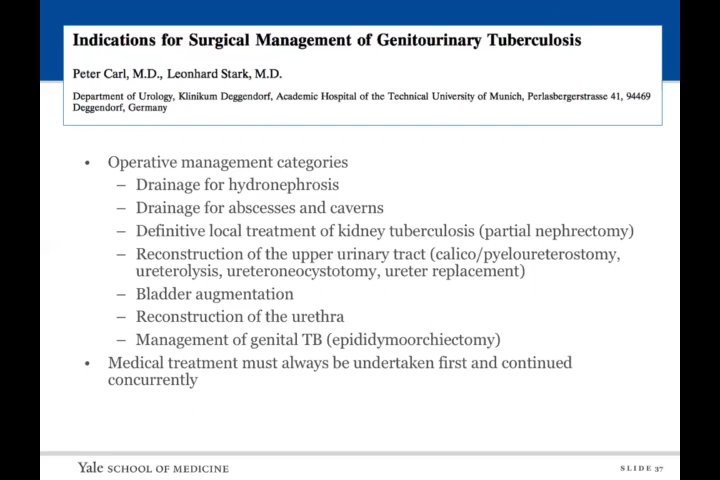 Indications for Surgical Management of Genitourinary Tuberculosis
Peter Carl, M.D., Leonhard Stark, M.D.
Department of Urology, Klinikum Deggendorf, Academic Hospital of the Technical University of Munich, Perlasbergerstrasse 41, 94469
Deggendorf, Germany
• Operative management categories
– Drainage for hydronephrosis
– Drainage for abscesses and caverns
– Definitive local treatment of kidney tuberculosis (partial nephrectomy)
– Reconstruction of the upper urinary tract (calico/pyeloureterostomy,
ureterolysis, ureteroneocystotomy, ureter replacement)
– Bladder augmentation
– Reconstruction of the urethra
– Management of genital TB (epididymoorchiectomy)
• Medical treatment must always be undertaken first and continued
concurrently
Yale SCHOOL OF MEDICINE
SLIDE 37